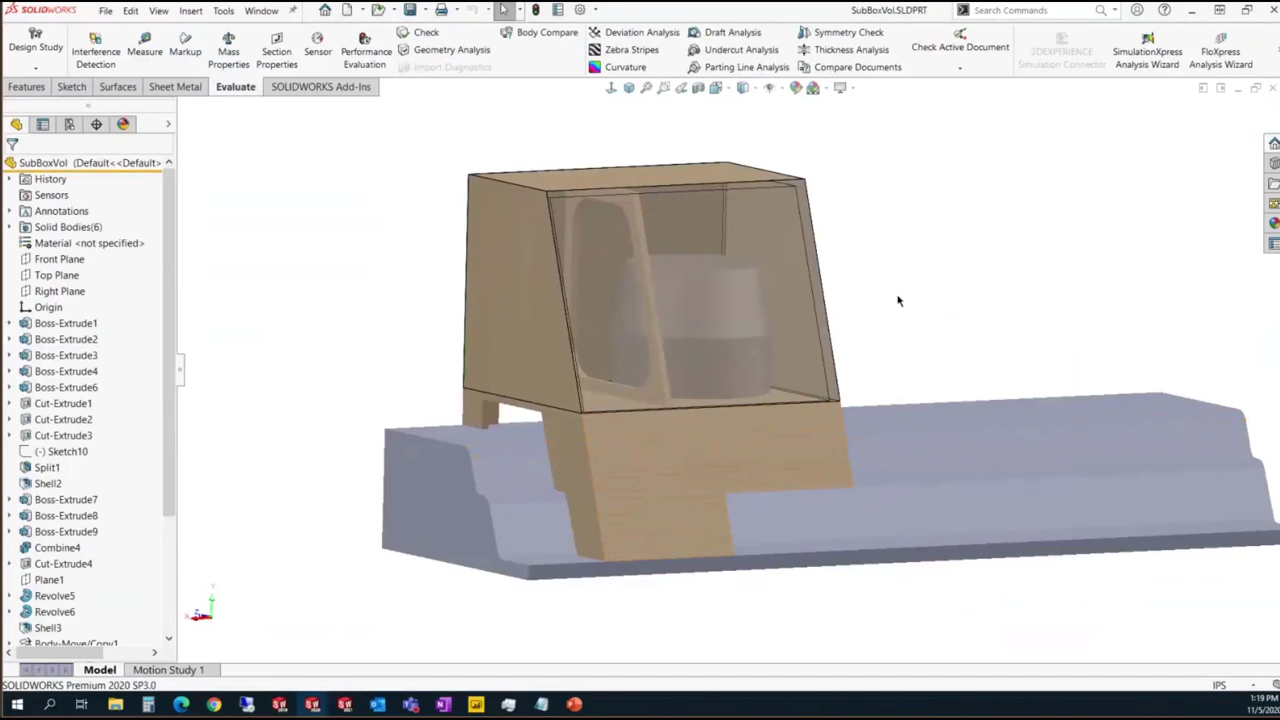 SOLIDWORKS File Edit View Insert Tools Window SubBoxVol.SLDPRT Search Commands
Design Study
Interference Detection
Measure
Markup
Mass Properties
Section Properties
Sensor
Performance Evaluation
Check
Geometry Analysis
Import Diagnostics
Body Compare
Deviation Analysis
Zebra Stripes
Curvature
Draft Analysis
Undercut Analysis
Parting Line Analysis
Symmetry Check
Thickness Analysis
Compare Documents
Check Active Document
3DEXPERIENCE Simulation Connector
SimulationXpress Analysis Wizard
FloXpress Analysis Wizard
Features Sketch Surfaces Sheet Metal Evaluate SOLIDWORKS Add-Ins
SubBoxVol (Default<<Default>
History
Sensors
Annotations
Solid Bodies(6)
Material <not specified>
Front Plane
Top Plane
Right Plane
Origin
Boss-Extrude1
Boss-Extrude2
Boss-Extrude3
Boss-Extrude4
Boss-Extrude6
Cut-Extrude1
Cut-Extrude2
Cut-Extrude3
(-) Sketch10
Split1
Shell2
Boss-Extrude7
Boss-Extrude8
Boss-Extrude9
Combine4
Cut-Extrude4
Plane1
Revolve5
Revolve6
Shell3
Body-Move/Copy1
Model Motion Study 1
SOLIDWORKS Premium 2020 SP3.0 IPS
1:19 PM